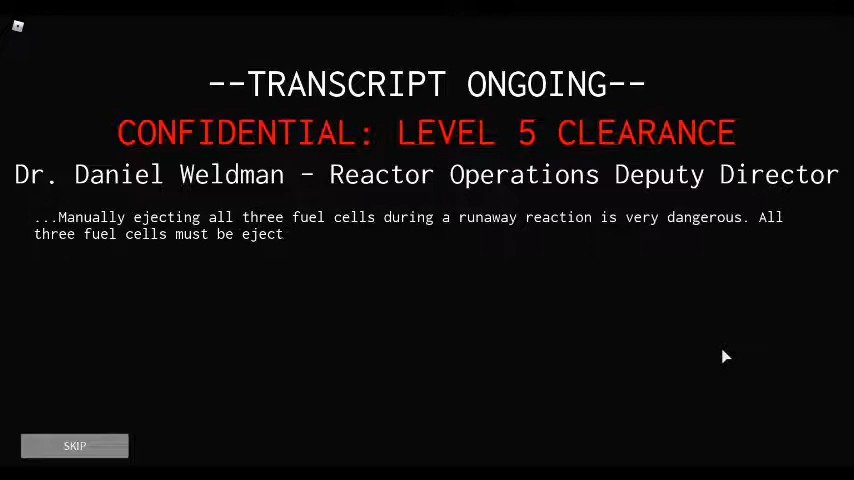 --TRANSCRIPT ONGOING--
CONFIDENTIAL: LEVEL 5 CLEARANCE
Dr. Daniel Weldman - Reactor Operations Deputy Director
...Manually ejecting all three fuel cells during a runaway reaction is very dangerous. All
three fuel cells must be eject
SKIP